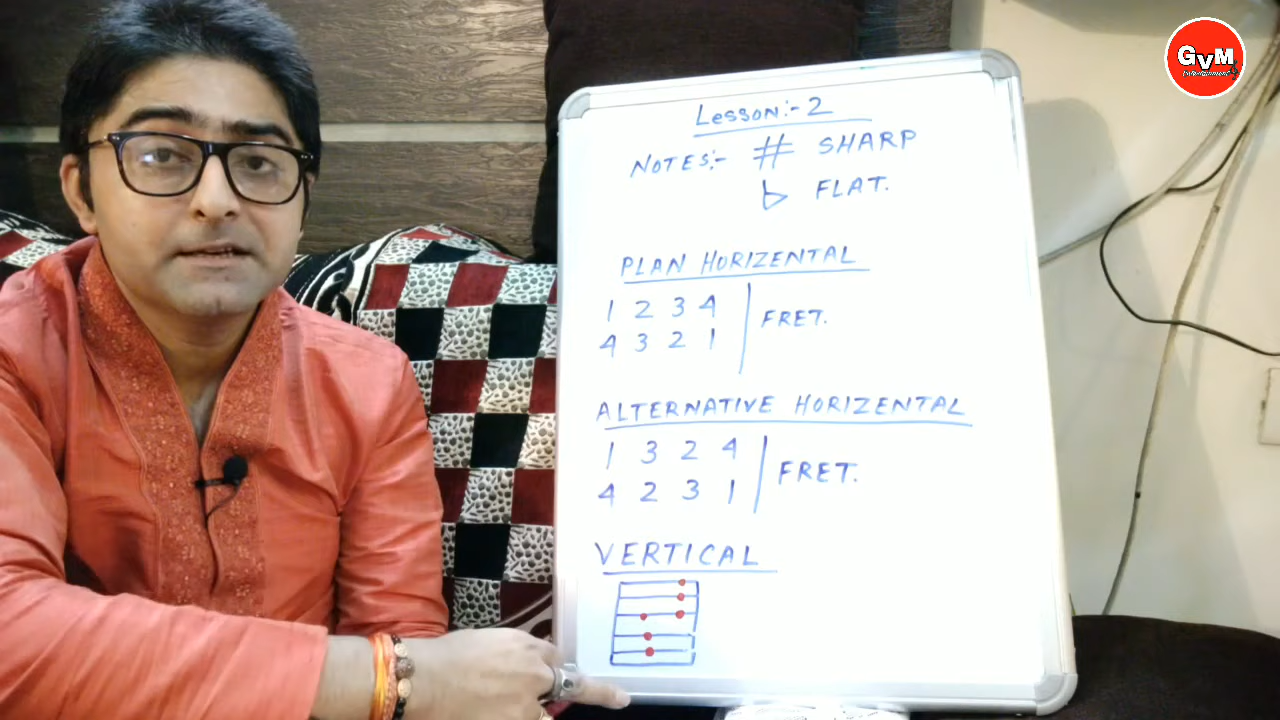 GvM
Entertainment
Lesson:- 2
NOTES:- # SHARP
b FLAT.
PLAN HORIZENTAL
1 2 3 4
4 3 2 1
FRET.
ALTERNATIVE HORIZENTAL
1 3 2 4
4 2 3 1
FRET.
VERTICAL